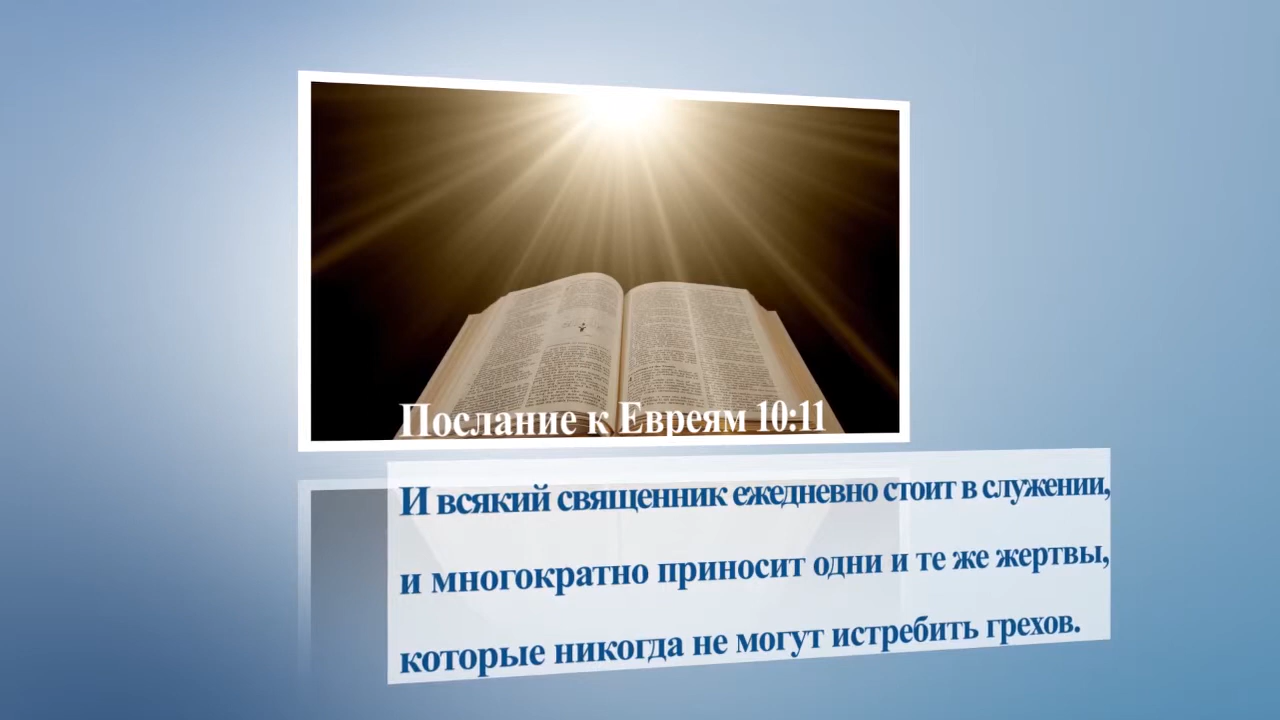 Послание к Евреям 10:11
И всякий священник ежедневно стоит в служении,
и многократно приносит одни и те же жертвы,
которые никогда не могут истребить грехов.